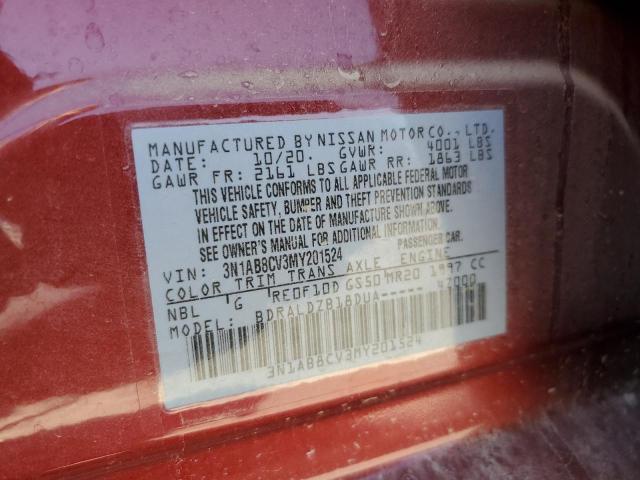 MANUFACTURED BY NISSAN MOTOR CO., LTD.
DATE: 10/20. GVWR: 4001 LBS
GAWR FR: 2161 LBS GAWR RR: 1863 LBS
THIS VEHICLE CONFORMS TO ALL APPLICABLE FEDERAL MOTOR
VEHICLE SAFETY, BUMPER AND THEFT PREVENTION STANDARDS
IN EFFECT ON THE DATE OF MANUFACTURE SHOWN ABOVE.
SEE OWNER'S MANUAL FOR ADDITIONAL INFORMATION.
VIN: 3N1AB8CV3MY201524 PASSENGER CAR.
COLOR TRIM TRANS AXLE ENGINE
NBL G RE0F10D GS50 MR20 1997 CC
MODEL: BDRALDZB18DUA----- 47000
3N1AB8CV3MY201524